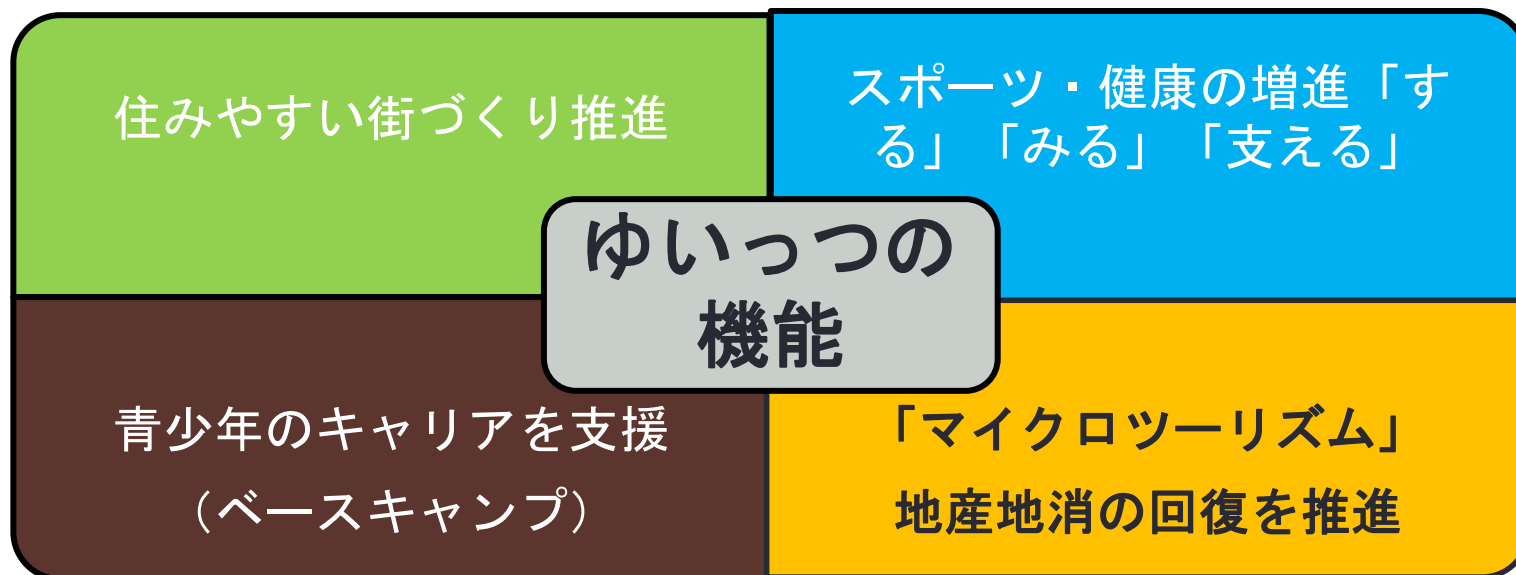 住みやすい街づくり推進
スポーツ・健康の増進「す
る」「みる」「支える」
ゆいっつの
機能
青少年のキャリアを支援
（ベースキャンプ）
「マイクロツーリズム」
地産地消の回復を推進